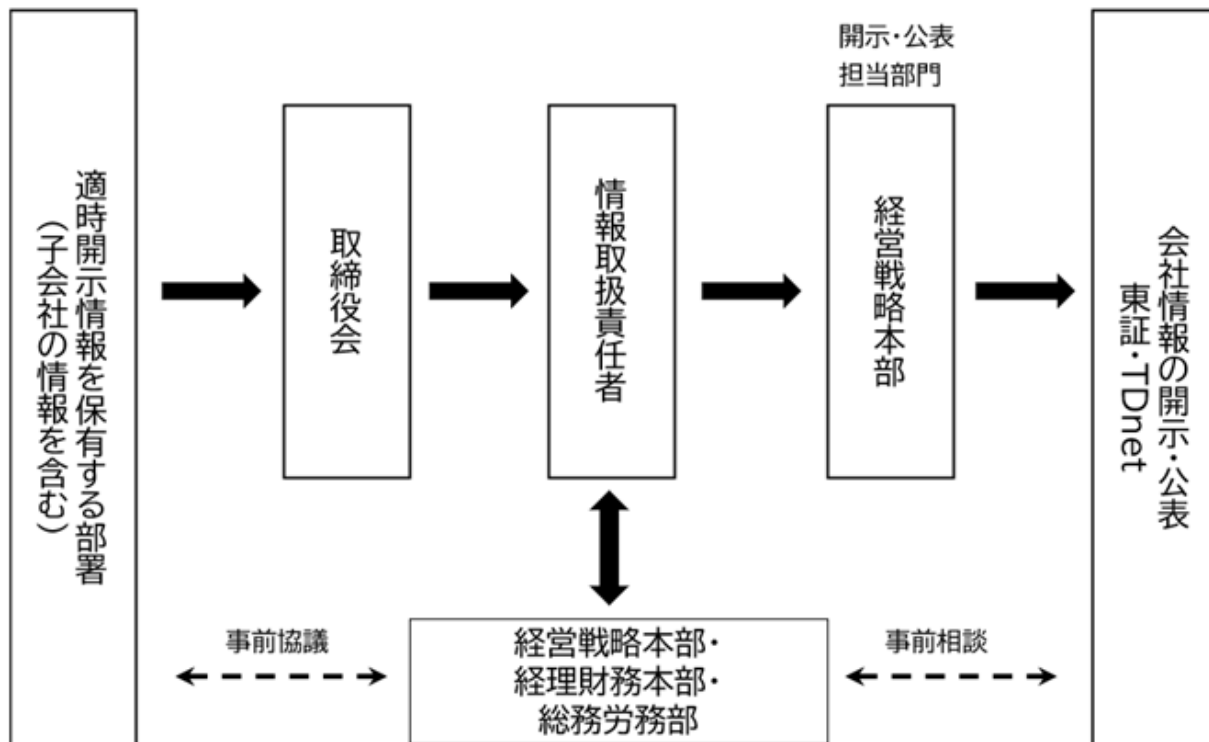 適時開示情報を保有する部署
(子会社の情報を含む)
取締役会
情報取扱責任者
開示・公表
担当部門
経営戦略本部
会社情報の開示・公表
東証・TDnet
事前協議
経営戦略本部・
経理財務本部・
総務労務部
事前相談